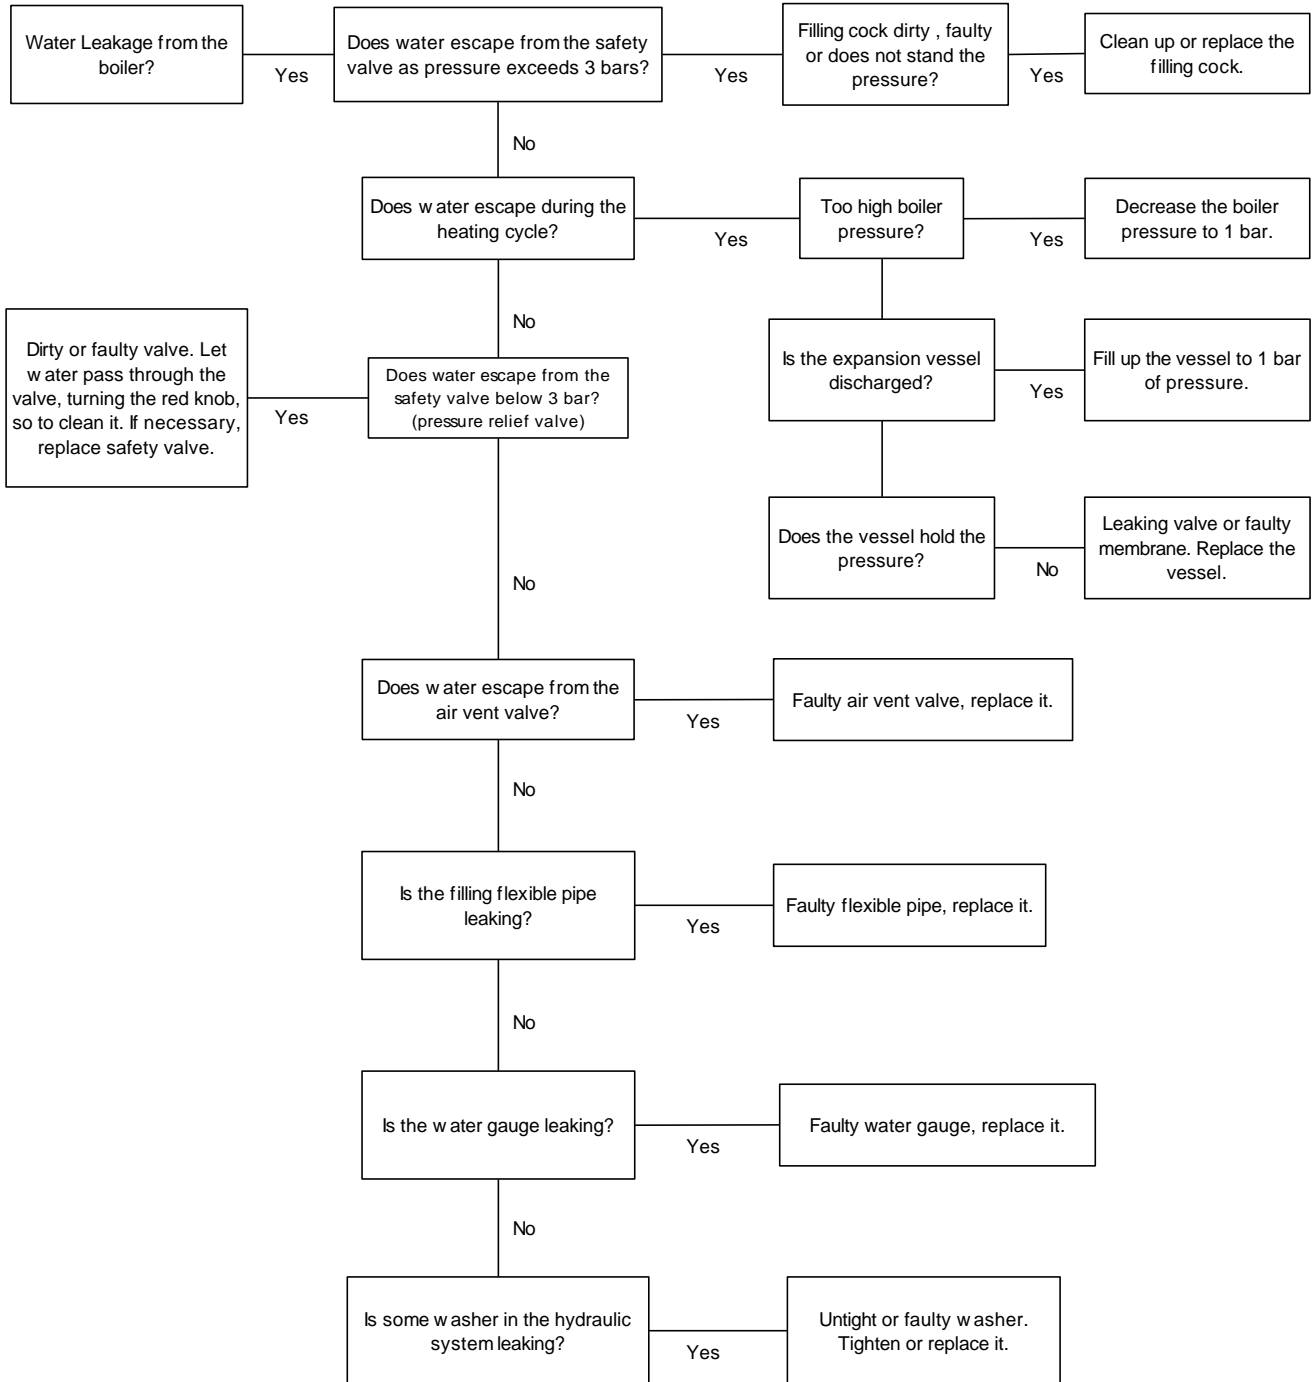 Water Leakage from the
boiler?
Yes
Does water escape from the safety
valve as pressure exceeds 3 bars?
Yes
Filling cock dirty , faulty
or does not stand the
pressure?
Yes
Clean up or replace the
filling cock.
No
Does water escape during the
heating cycle?
Yes
Too high boiler
pressure?
Yes
Decrease the boiler
pressure to 1 bar.
No
Dirty or faulty valve. Let
water pass through the
valve, turning the red knob,
so to clean it. If necessary,
replace safety valve.
Yes
Does water escape from the
safety valve below 3 bar?
(pressure relief valve)
Is the expansion vessel
discharged?
Yes
Fill up the vessel to 1 bar
of pressure.
Does the vessel hold the
pressure?
No
Leaking valve or faulty
membrane. Replace the
vessel.
No
Does water escape from the
air vent valve?
Yes
Faulty air vent valve, replace it.
No
Is the filling flexible pipe
leaking?
Yes
Faulty flexible pipe, replace it.
No
Is the water gauge leaking?
Yes
Faulty water gauge, replace it.
No
Is some washer in the hydraulic
system leaking?
Yes
Untight or faulty washer.
Tighten or replace it.